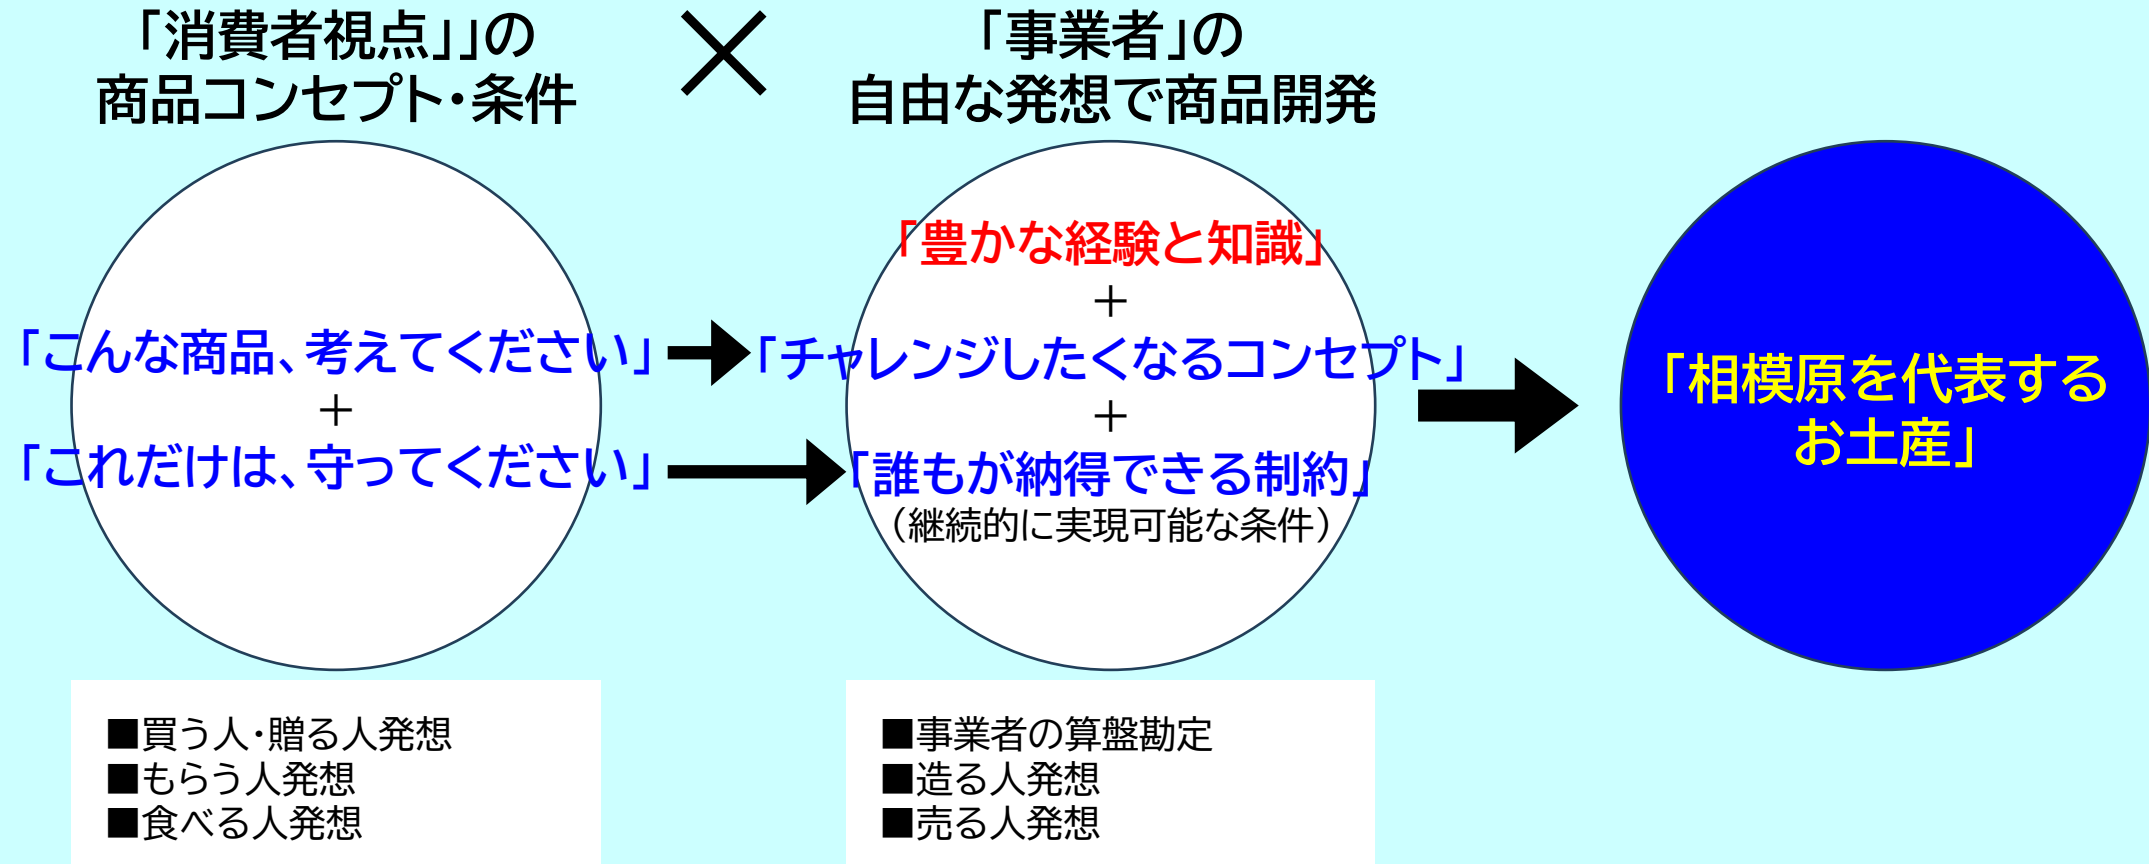 「消費者視点」」の
商品コンセプト・条件
×
「事業者」の
自由な発想で商品開発
「こんな商品、考えてください」
＋
「これだけは、守ってください」
「豊かな経験と知識」
＋
「チャレンジしたくなるコンセプト」
＋
「誰もが納得できる制約」
（継続的に実現可能な条件）
「相模原を代表する
お土産」
■買う人・贈る人発想
■もらう人発想
■食べる人発想
■事業者の算盤勘定
■造る人発想
■売る人発想